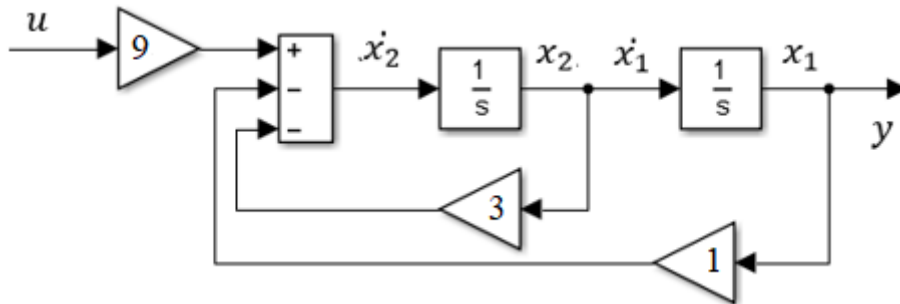 u
9
+
−
−
ẋ₂
1
s
x₂
ẋ₁
1
s
x₁
y
3
1